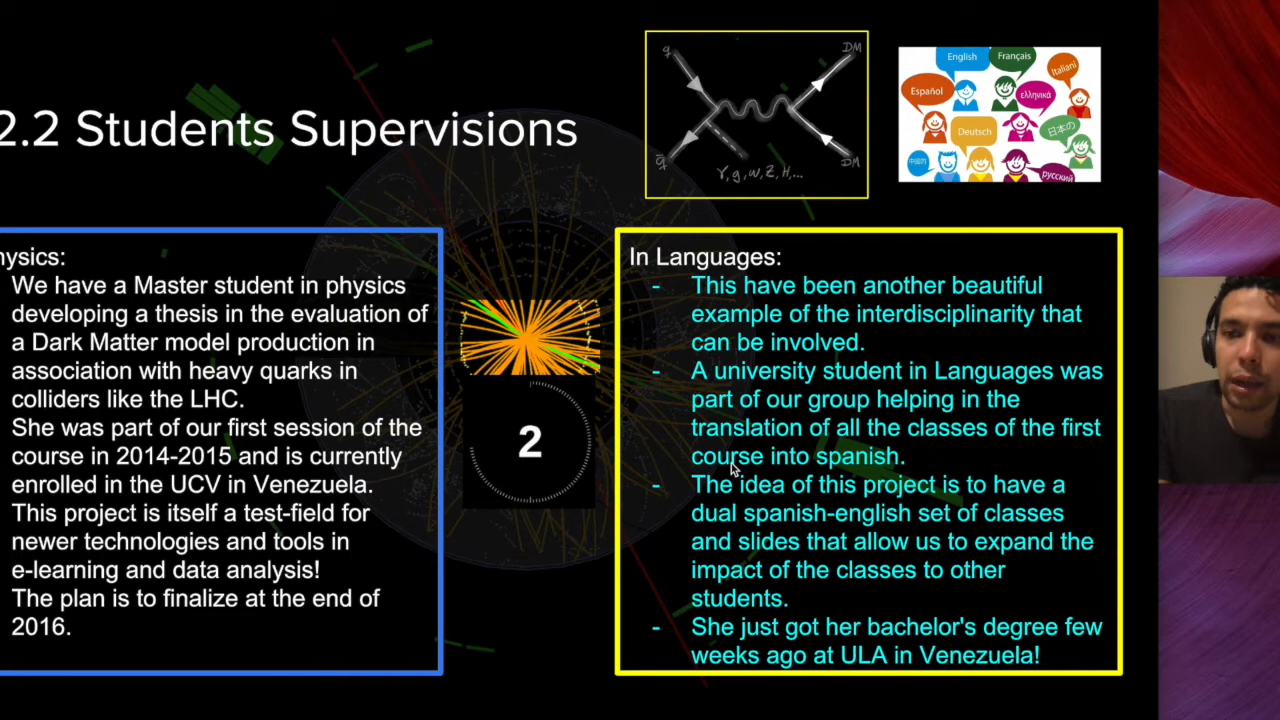 2.2 Students Supervisions
q
DM
q̅
DM
γ, g, w, Z, H,...
English
Français
Italiani
Español
ελληνικά
Deutsch
日本の
中国的
русский
hysics:
We have a Master student in physics
developing a thesis in the evaluation of
a Dark Matter model production in
association with heavy quarks in
colliders like the LHC.
She was part of our first session of the
course in 2014-2015 and is currently
enrolled in the UCV in Venezuela.
This project is itself a test-field for
newer technologies and tools in
e-learning and data analysis!
The plan is to finalize at the end of
2016.
2
In Languages:
- This have been another beautiful
example of the interdisciplinarity that
can be involved.
- A university student in Languages was
part of our group helping in the
translation of all the classes of the first
course into spanish.
- The idea of this project is to have a
dual spanish-english set of classes
and slides that allow us to expand the
impact of the classes to other
students.
- She just got her bachelor's degree few
weeks ago at ULA in Venezuela!